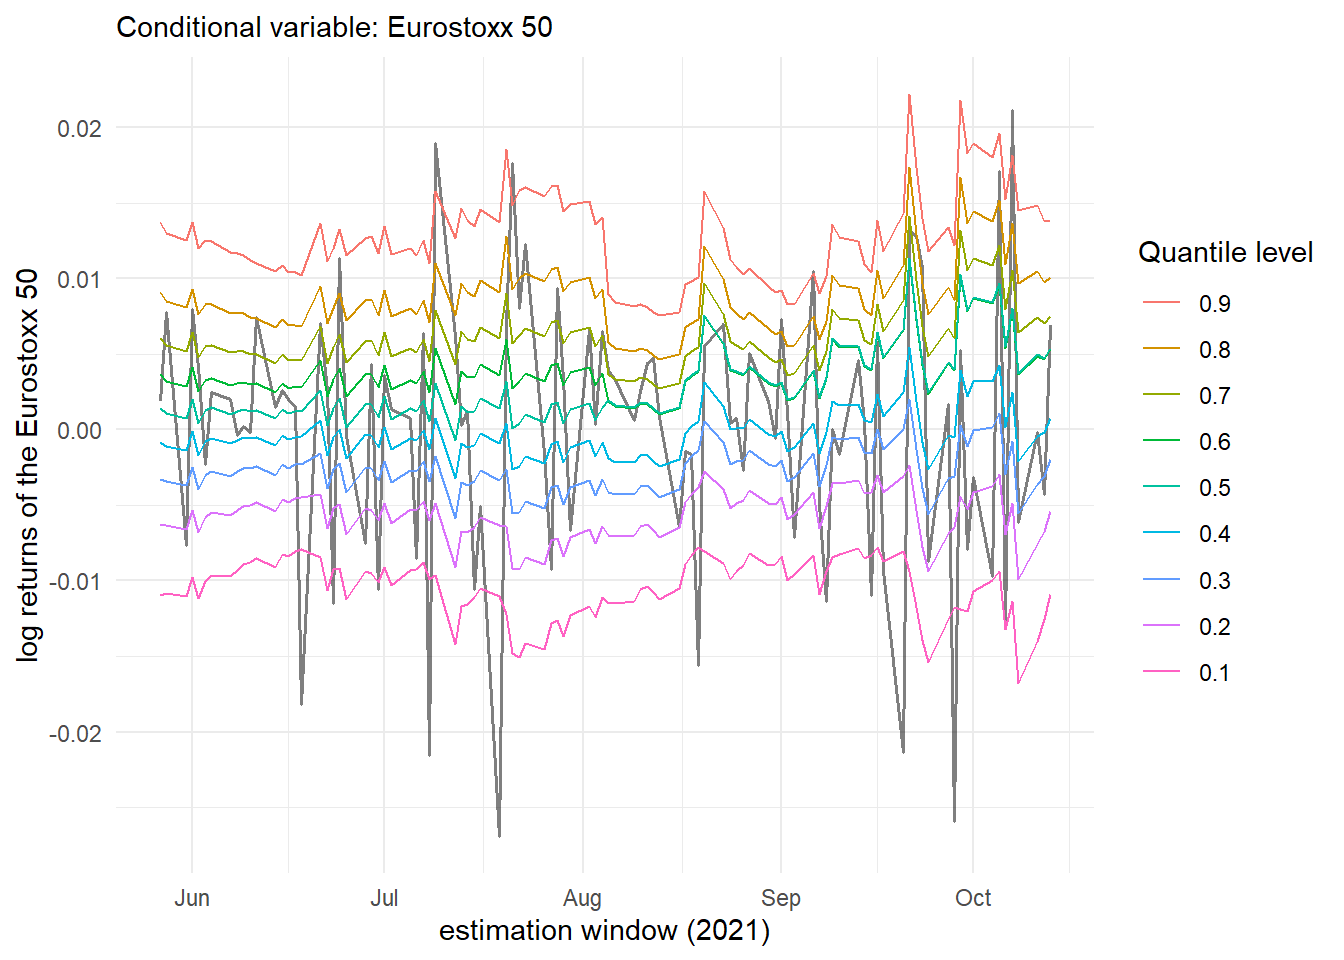 Conditional variable: Eurostoxx 50
log returns of the Eurostoxx 50
0.02
0.01
0.00
-0.01
-0.02
Jun
Jul
Aug
Sep
Oct
estimation window (2021)
Quantile level
0.9
0.8
0.7
0.6
0.5
0.4
0.3
0.2
0.1